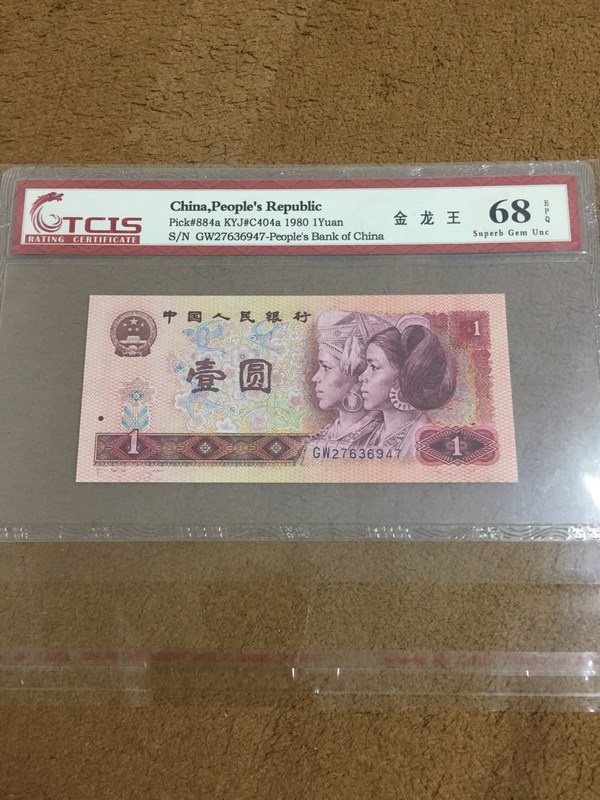 TCIS
RATING CERTIFICATE
China,People's Republic
Pick#884a KYJ#C404a 1980 1Yuan
S/N GW27636947-People's Bank of China
金龙王
68
EPQ
Superb Gem Unc
中国人民银行
壹圆
1
1
GW27636947
1